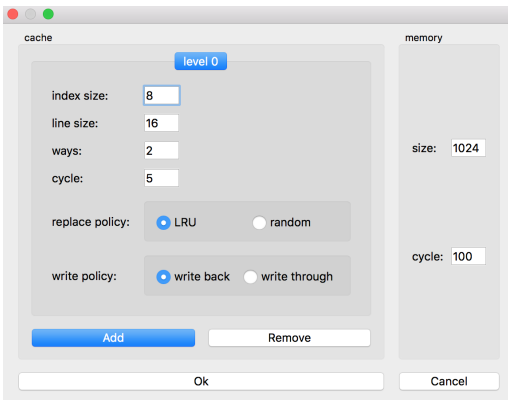 cache
memory
level 0
index size: 8
line size: 16
ways: 2
size: 1024
cycle: 5
replace policy: LRU random
cycle: 100
write policy: write back write through
Add Remove
Ok Cancel